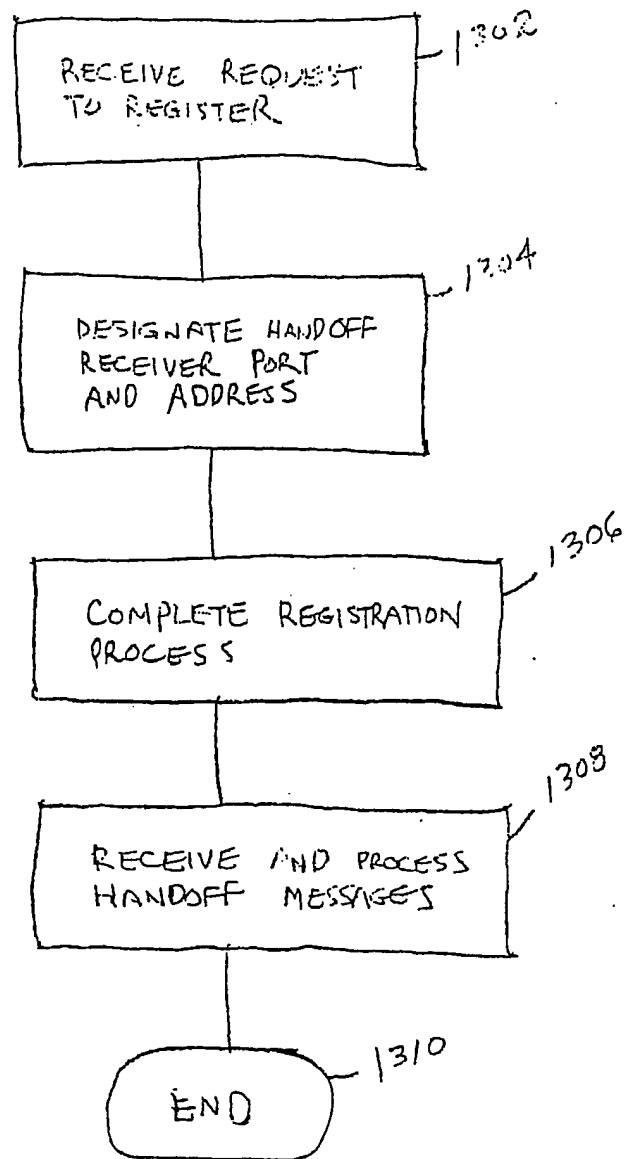 RECEIVE REQUEST
TO REGISTER
1302
DESIGNATE HANDOFF
RECEIVER PORT
AND ADDRESS
1304
COMPLETE REGISTRATION
PROCESS
1306
RECEIVE AND PROCESS
HANDOFF MESSAGES
1308
END
1310